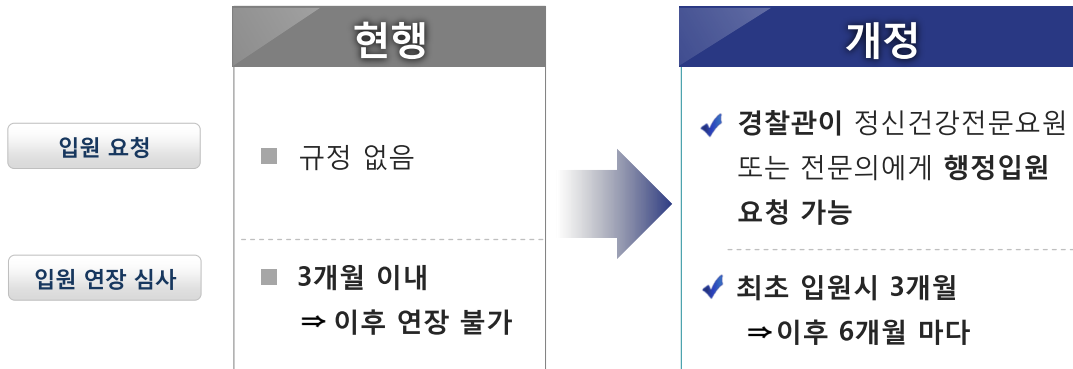 현행
개정
입원 요청
규정 없음
경찰관이 정신건강전문요원
또는 전문의에게 행정입원
요청 가능
입원 연장 심사
3개월 이내
⇒ 이후 연장 불가
최초 입원시 3개월
⇒이후 6개월 마다